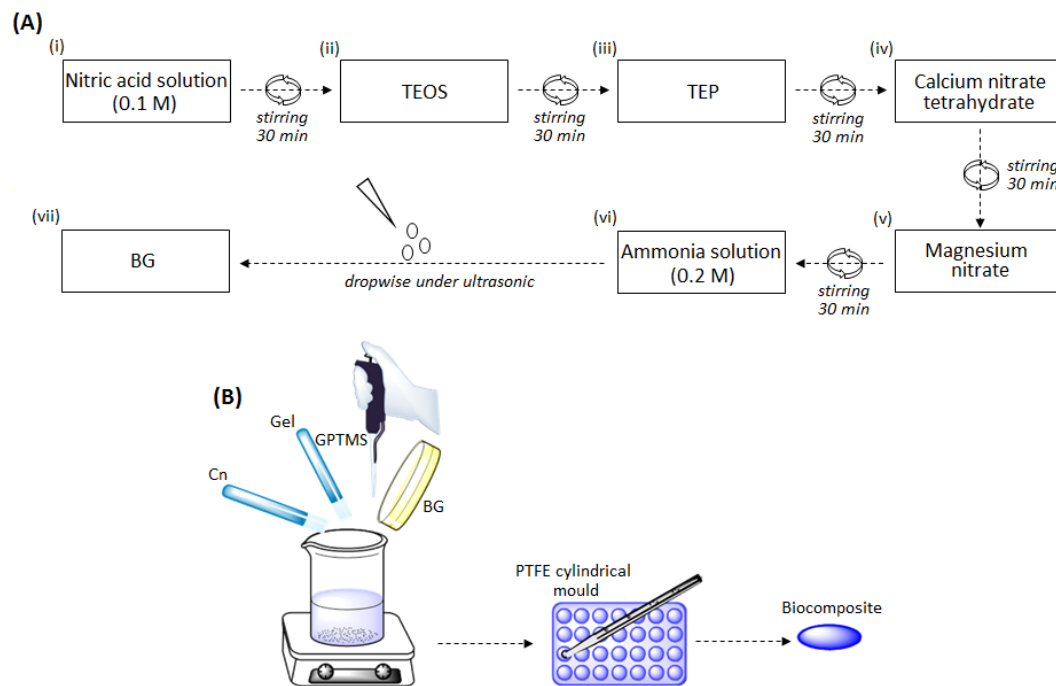 (A)
(i)
Nitric acid solution
(0.1 M)
stirring
30 min
(ii)
TEOS
stirring
30 min
(iii)
TEP
stirring
30 min
(iv)
Calcium nitrate
tetrahydrate
stirring
30 min
(v)
Magnesium
nitrate
stirring
30 min
(vi)
Ammonia solution
(0.2 M)
dropwise under ultrasonic
(vii)
BG
(B)
Gel
GPTMS
Cn
BG
PTFE cylindrical
mould
Biocomposite